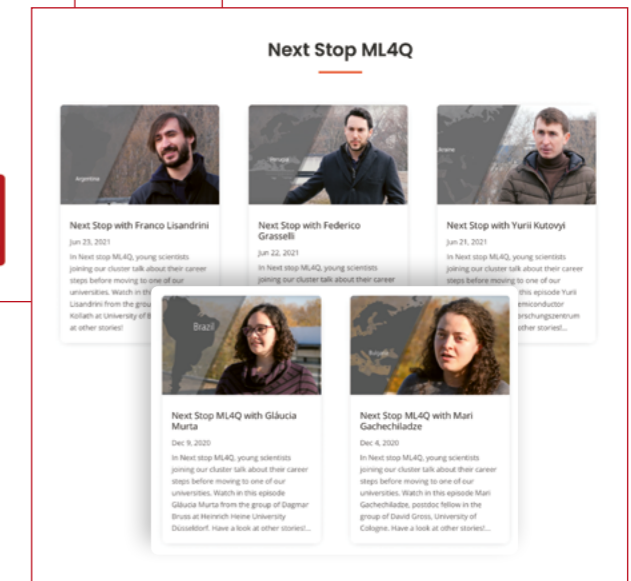 Next Stop ML4Q
Argentina
Next Stop with Franco Lisandrini
Jun 23, 2021
In Next stop ML4Q, young scientists
joining our cluster talk about their career
steps before moving to one of our
universities. Watch in th
Lisandrini from the grou
Kollath at University of B
at other stories!
Next Stop with Federico
Grasselli
Jun 22, 2021
In Next stop ML4Q, young scientists
joining our cluster talk about their career
Next Stop with Yurii Kutovyi
Jun 21, 2021
In Next stop ML4Q, young scientists
joining our cluster talk about their career
steps before moving to one of our
this episode Yurii
emiconductor
orschungszentrum
other stories!...
Brazil
Next Stop ML4Q with Gláucia
Murta
Dec 9, 2020
In Next stop ML4Q, young scientists
joining our cluster talk about their career
steps before moving to one of our
universities. Watch in this episode
Gláucia Murta from the group of Dagmar
Bruss at Heinrich Heine University
Düsseldorf. Have a look at other stories!...
Next Stop ML4Q with Mari
Gachechiladze
Dec 4, 2020
In Next stop ML4Q, young scientists
joining our cluster talk about their career
steps before moving to one of our
universities. Watch in this episode Mari
Gachechiladze, postdoc fellow in the
group of David Gross, University of
Cologne. Have a look at other stories!...